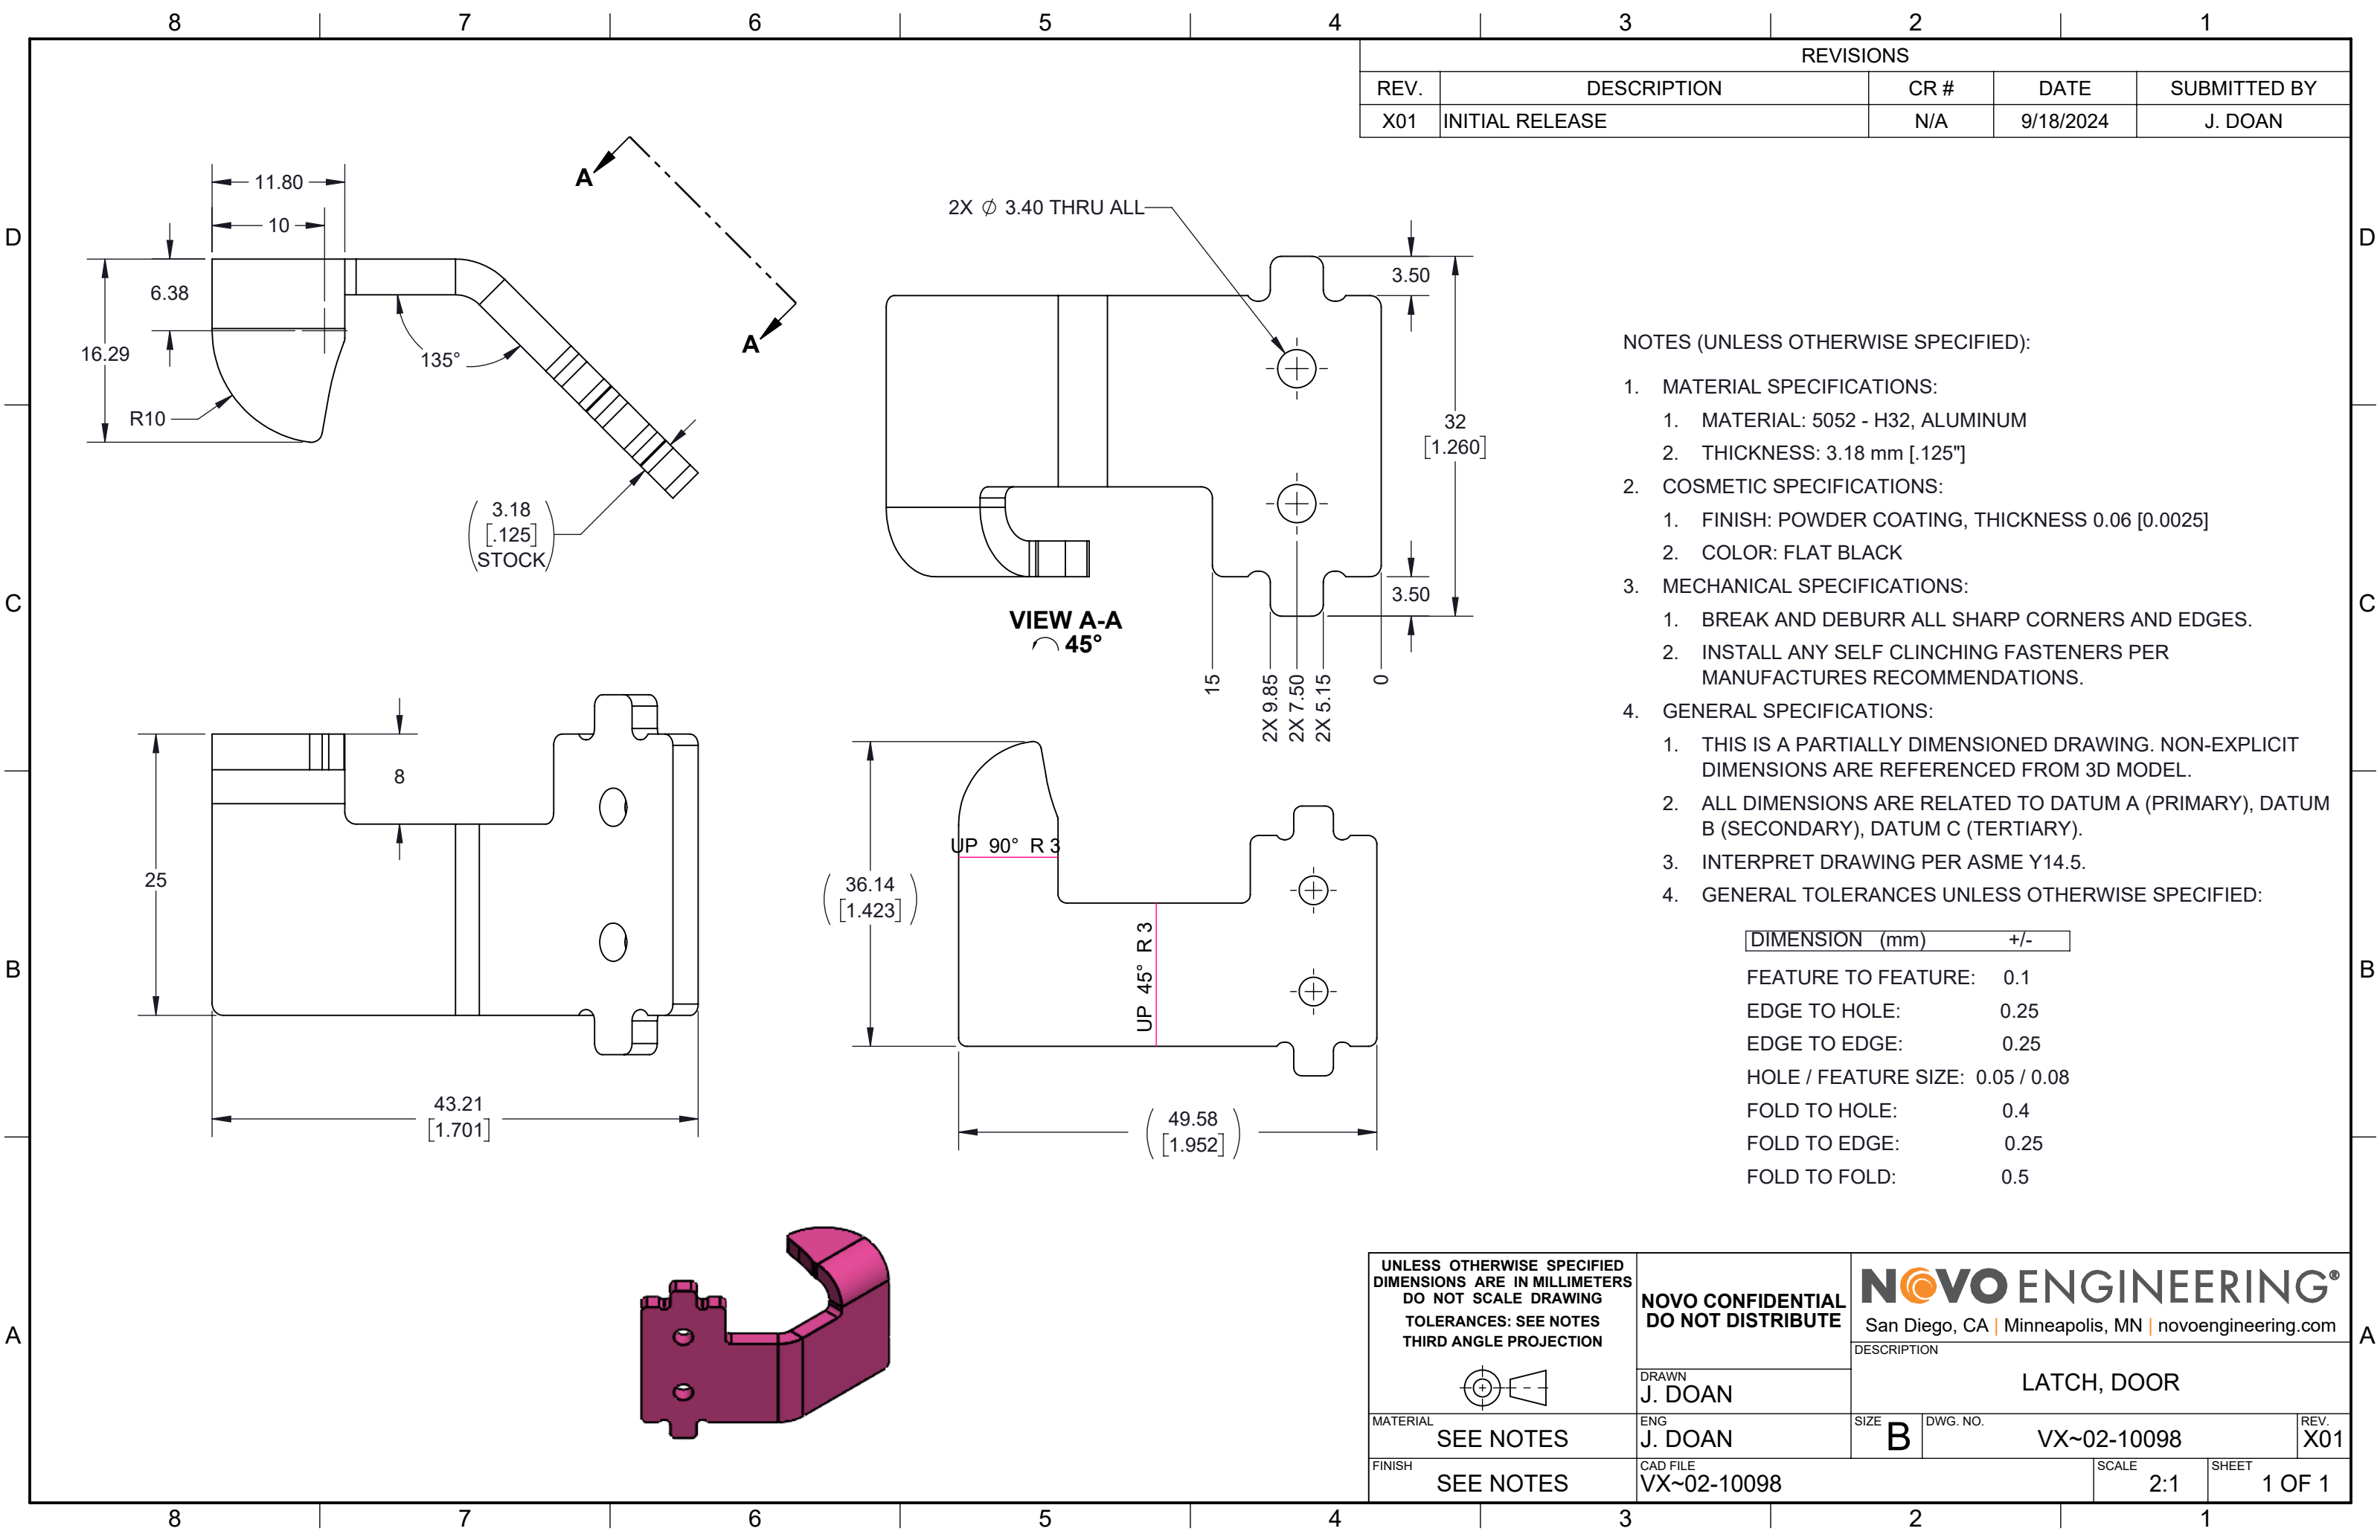 8 7 6 5 4 3 2 1
REVISIONS
REV. DESCRIPTION CR # DATE SUBMITTED BY
X01 INITIAL RELEASE N/A 9/18/2024 J. DOAN
D
D
C
C
B
B
A
A
11.80
10
6.38
16.29
R10
135°
3.18
[.125]
STOCK
A
A
2X ∅ 3.40 THRU ALL
3.50
32
[1.260]
3.50
VIEW A-A
45°
15
2X 9.85
2X 7.50
2X 5.15
0
25
8
43.21
[1.701]
36.14
[1.423]
UP 90° R 3
UP 45° R 3
49.58
[1.952]
NOTES (UNLESS OTHERWISE SPECIFIED):
1. MATERIAL SPECIFICATIONS:
1. MATERIAL: 5052 - H32, ALUMINUM
2. THICKNESS: 3.18 mm [.125"]
2. COSMETIC SPECIFICATIONS:
1. FINISH: POWDER COATING, THICKNESS 0.06 [0.0025]
2. COLOR: FLAT BLACK
3. MECHANICAL SPECIFICATIONS:
1. BREAK AND DEBURR ALL SHARP CORNERS AND EDGES.
2. INSTALL ANY SELF CLINCHING FASTENERS PER
MANUFACTURES RECOMMENDATIONS.
4. GENERAL SPECIFICATIONS:
1. THIS IS A PARTIALLY DIMENSIONED DRAWING. NON-EXPLICIT
DIMENSIONS ARE REFERENCED FROM 3D MODEL.
2. ALL DIMENSIONS ARE RELATED TO DATUM A (PRIMARY), DATUM
B (SECONDARY), DATUM C (TERTIARY).
3. INTERPRET DRAWING PER ASME Y14.5.
4. GENERAL TOLERANCES UNLESS OTHERWISE SPECIFIED:
DIMENSION (mm) +/-
FEATURE TO FEATURE: 0.1
EDGE TO HOLE: 0.25
EDGE TO EDGE: 0.25
HOLE / FEATURE SIZE: 0.05 / 0.08
FOLD TO HOLE: 0.4
FOLD TO EDGE: 0.25
FOLD TO FOLD: 0.5
UNLESS OTHERWISE SPECIFIED
DIMENSIONS ARE IN MILLIMETERS
DO NOT SCALE DRAWING
TOLERANCES: SEE NOTES
THIRD ANGLE PROJECTION
MATERIAL
SEE NOTES
FINISH
SEE NOTES
NOVO CONFIDENTIAL
DO NOT DISTRIBUTE
DRAWN
J. DOAN
ENG
J. DOAN
CAD FILE
VX~02-10098
NOVO ENGINEERING®
San Diego, CA | Minneapolis, MN | novoengineering.com
DESCRIPTION
LATCH, DOOR
SIZE
B
DWG. NO.
VX~02-10098
REV.
X01
SCALE
2:1
SHEET
1 OF 1
8 7 6 5 4 3 2 1